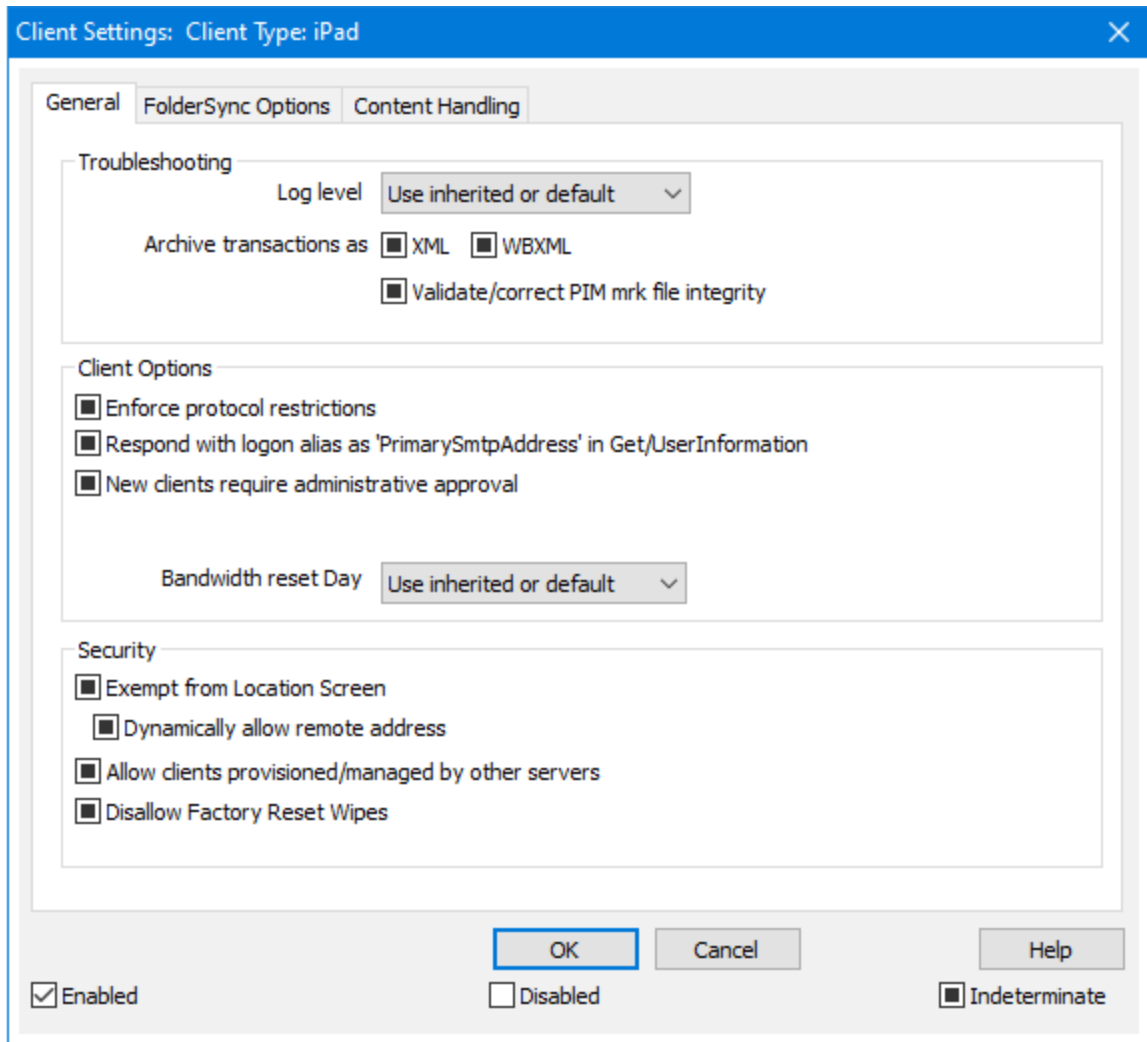 Client Settings: Client Type: iPad
General FolderSync Options Content Handling
Troubleshooting
Log level Use inherited or default
Archive transactions as XML WBXML
Validate/correct PIM mrk file integrity
Client Options
Enforce protocol restrictions
Respond with logon alias as 'PrimarySmtpAddress' in Get/UserInformation
New clients require administrative approval
Bandwidth reset Day Use inherited or default
Security
Exempt from Location Screen
Dynamically allow remote address
Allow clients provisioned/managed by other servers
Disallow Factory Reset Wipes
OK Cancel Help
Enabled Disabled Indeterminate